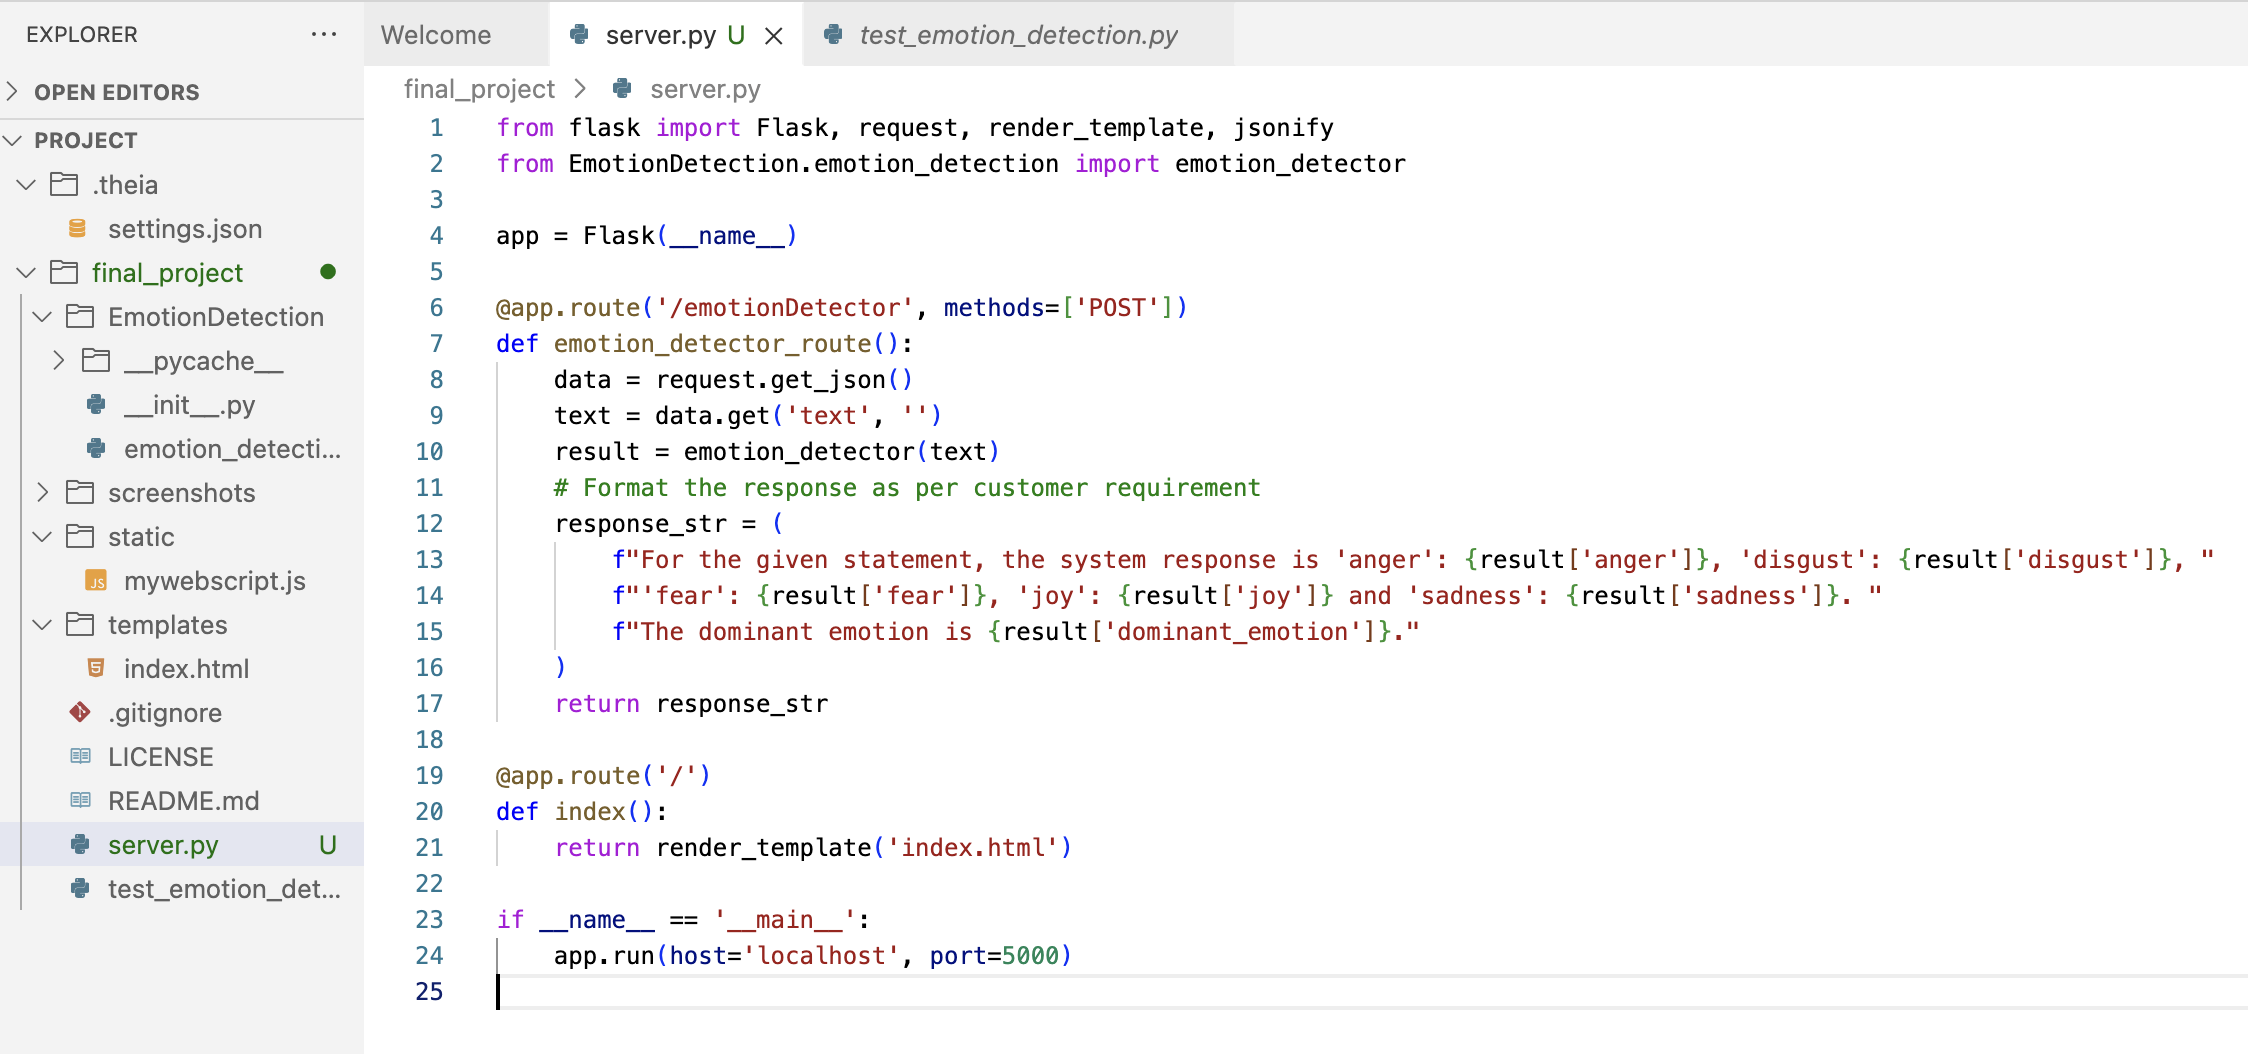 EXPLORER
OPEN EDITORS
PROJECT
.theia
settings.json
final_project
EmotionDetection
__pycache__
__init__.py
emotion_detecti...
screenshots
static
mywebscript.js
templates
index.html
.gitignore
LICENSE
README.md
server.py U
test_emotion_det...
Welcome
server.py U
test_emotion_detection.py
final_project > server.py
1 from flask import Flask, request, render_template, jsonify
2 from EmotionDetection.emotion_detection import emotion_detector
3
4 app = Flask(__name__)
5
6 @app.route('/emotionDetector', methods=['POST'])
7 def emotion_detector_route():
8     data = request.get_json()
9     text = data.get('text', '')
10     result = emotion_detector(text)
11     # Format the response as per customer requirement
12     response_str = (
13         f"For the given statement, the system response is 'anger': {result['anger']}, 'disgust': {result['disgust']}, "
14         f"'fear': {result['fear']}, 'joy': {result['joy']} and 'sadness': {result['sadness']}. "
15         f"The dominant emotion is {result['dominant_emotion']}."
16     )
17     return response_str
18
19 @app.route('/')
20 def index():
21     return render_template('index.html')
22
23 if __name__ == '__main__':
24     app.run(host='localhost', port=5000)
25